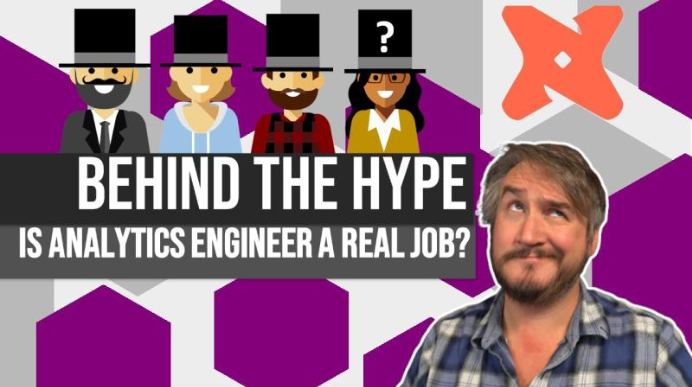 ?
BEHIND THE HYPE
IS ANALYTICS ENGINEER A REAL JOB?